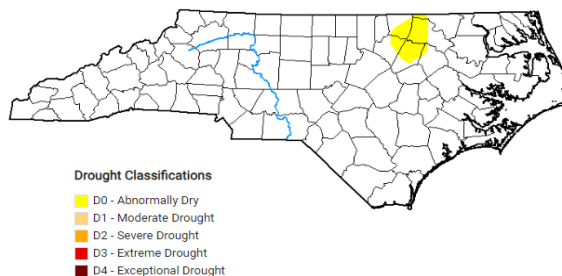 Drought Classifications
D0 - Abnormally Dry
D1 - Moderate Drought
D2 - Severe Drought
D3 - Extreme Drought
D4 - Exceptional Drought